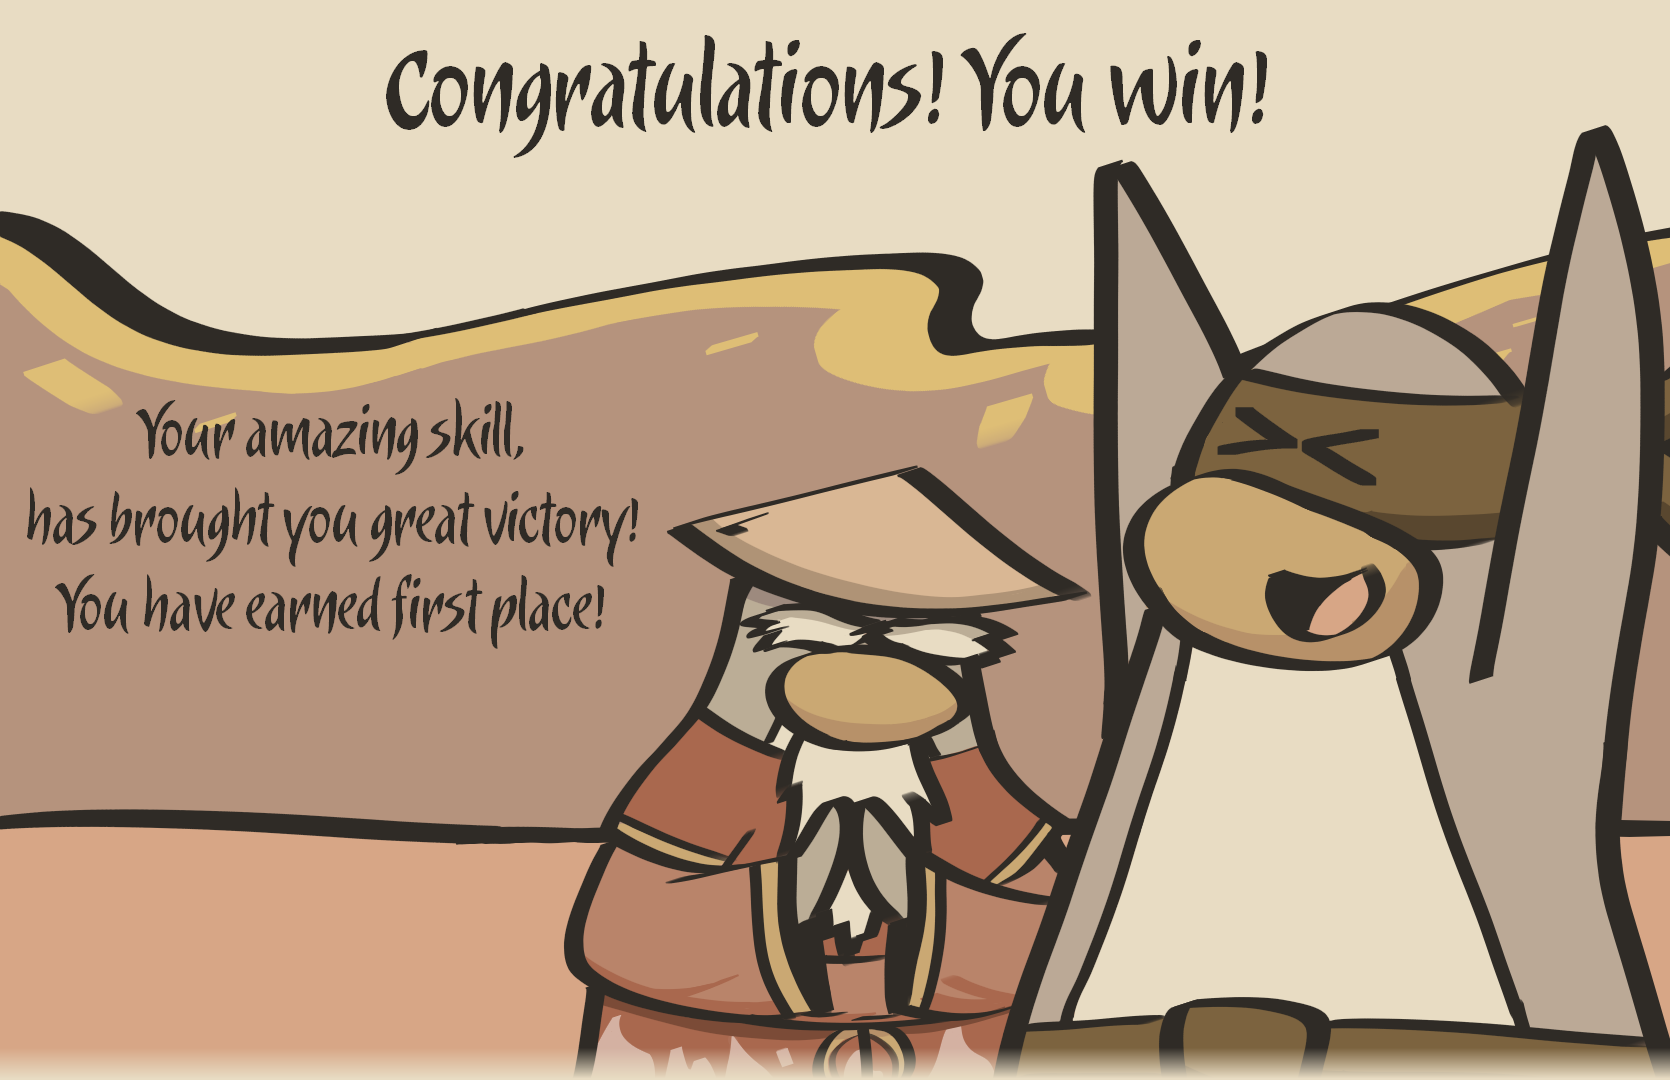 Congratulations! You win!
Your amazing skill,
has brought you great victory!
You have earned first place!